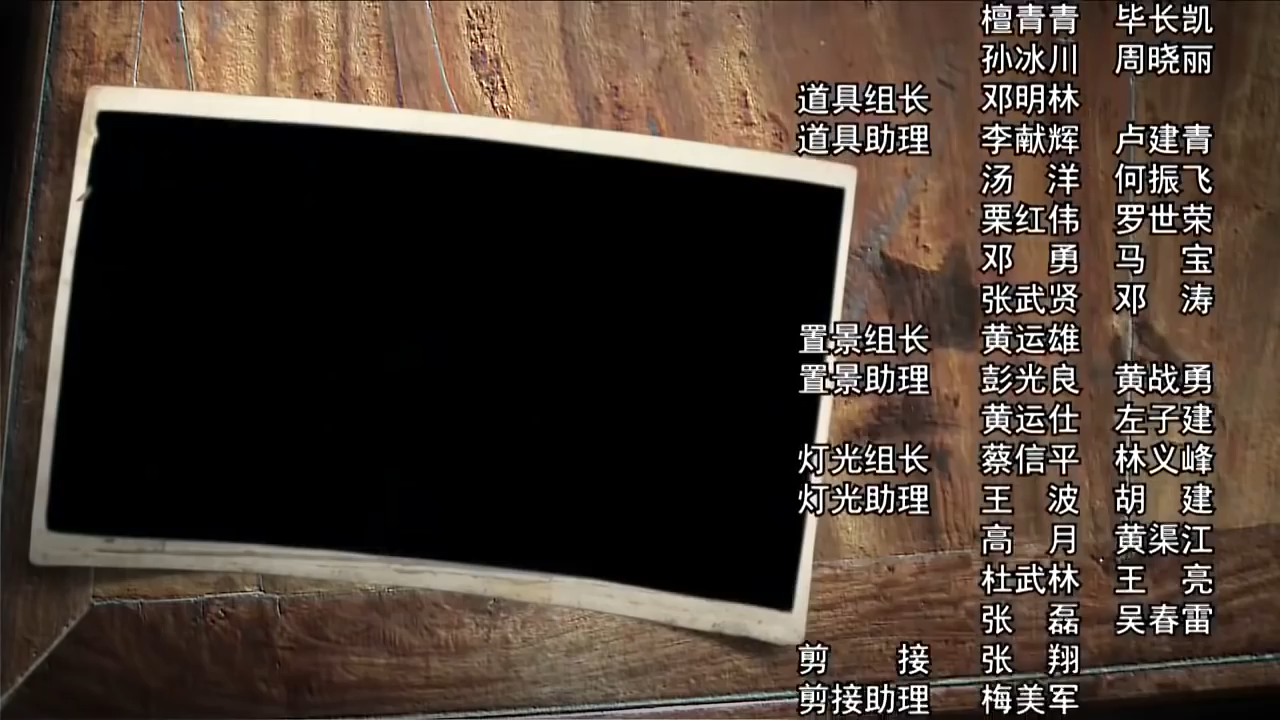 檀青青 毕长凯
孙冰川 周晓丽
道具组长 邓明林
道具助理 李献辉 卢建青
汤 洋 何振飞
栗红伟 罗世荣
邓 勇 马 宝
张武贤 邓 涛
置景组长 黄运雄
置景助理 彭光良 黄战勇
黄运仕 左子建
灯光组长 蔡信平 林义峰
灯光助理 王 波 胡 建
高 月 黄渠江
杜武林 王 亮
张 磊 吴春雷
剪 接 张 翔
剪接助理 梅美军